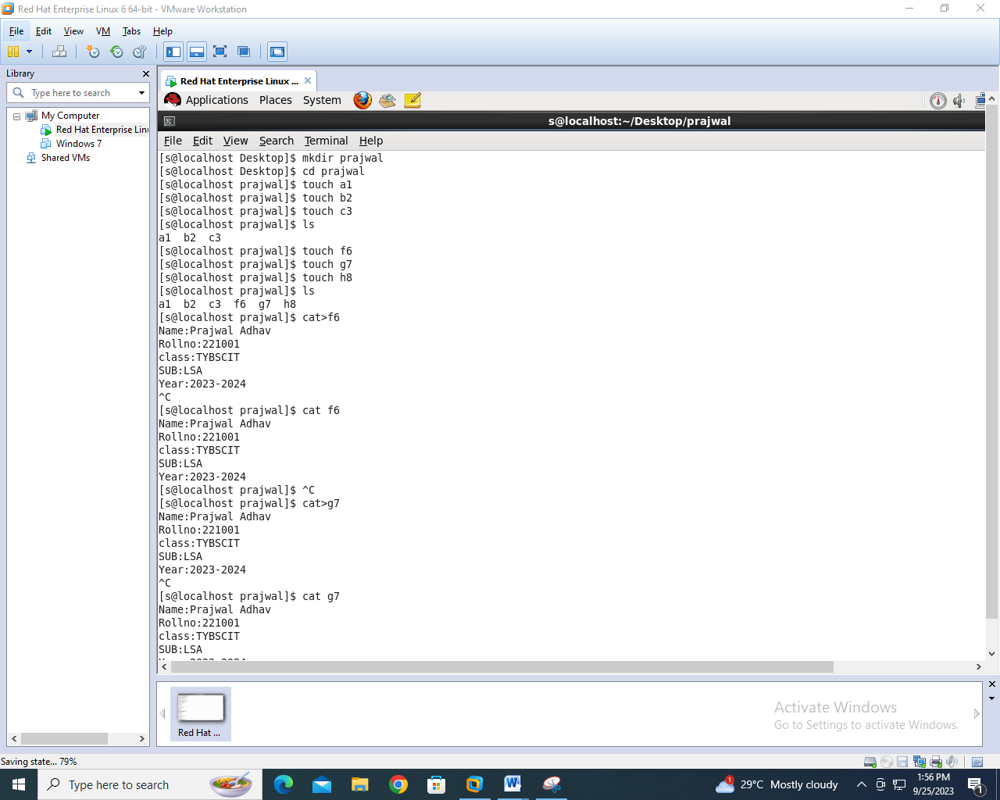 Red Hat Enterprise Linux 6 64-bit - VMware Workstation
File Edit View VM Tabs Help
Library
Type here to search
My Computer
Red Hat Enterprise Lin
Windows 7
Shared VMs
Red Hat Enterprise Linux ...
Applications Places System
s@localhost:~/Desktop/prajwal
File Edit View Search Terminal Help
[s@localhost Desktop]$ mkdir prajwal
[s@localhost Desktop]$ cd prajwal
[s@localhost prajwal]$ touch a1
[s@localhost prajwal]$ touch b2
[s@localhost prajwal]$ touch c3
[s@localhost prajwal]$ ls
a1 b2 c3
[s@localhost prajwal]$ touch f6
[s@localhost prajwal]$ touch g7
[s@localhost prajwal]$ touch h8
[s@localhost prajwal]$ ls
a1 b2 c3 f6 g7 h8
[s@localhost prajwal]$ cat>f6
Name:Prajwal Adhav
Rollno:221001
class:TYBSCIT
SUB:LSA
Year:2023-2024
^C
[s@localhost prajwal]$ cat f6
Name:Prajwal Adhav
Rollno:221001
class:TYBSCIT
SUB:LSA
Year:2023-2024
[s@localhost prajwal]$ ^C
[s@localhost prajwal]$ cat>g7
Name:Prajwal Adhav
Rollno:221001
class:TYBSCIT
SUB:LSA
Year:2023-2024
^C
[s@localhost prajwal]$ cat g7
Name:Prajwal Adhav
Rollno:221001
class:TYBSCIT
SUB:LSA
Red Hat ...
Activate Windows
Go to Settings to activate Windows.
Saving state... 79%
Type here to search
1
29°C Mostly cloudy
1:56 PM
9/25/2023
1